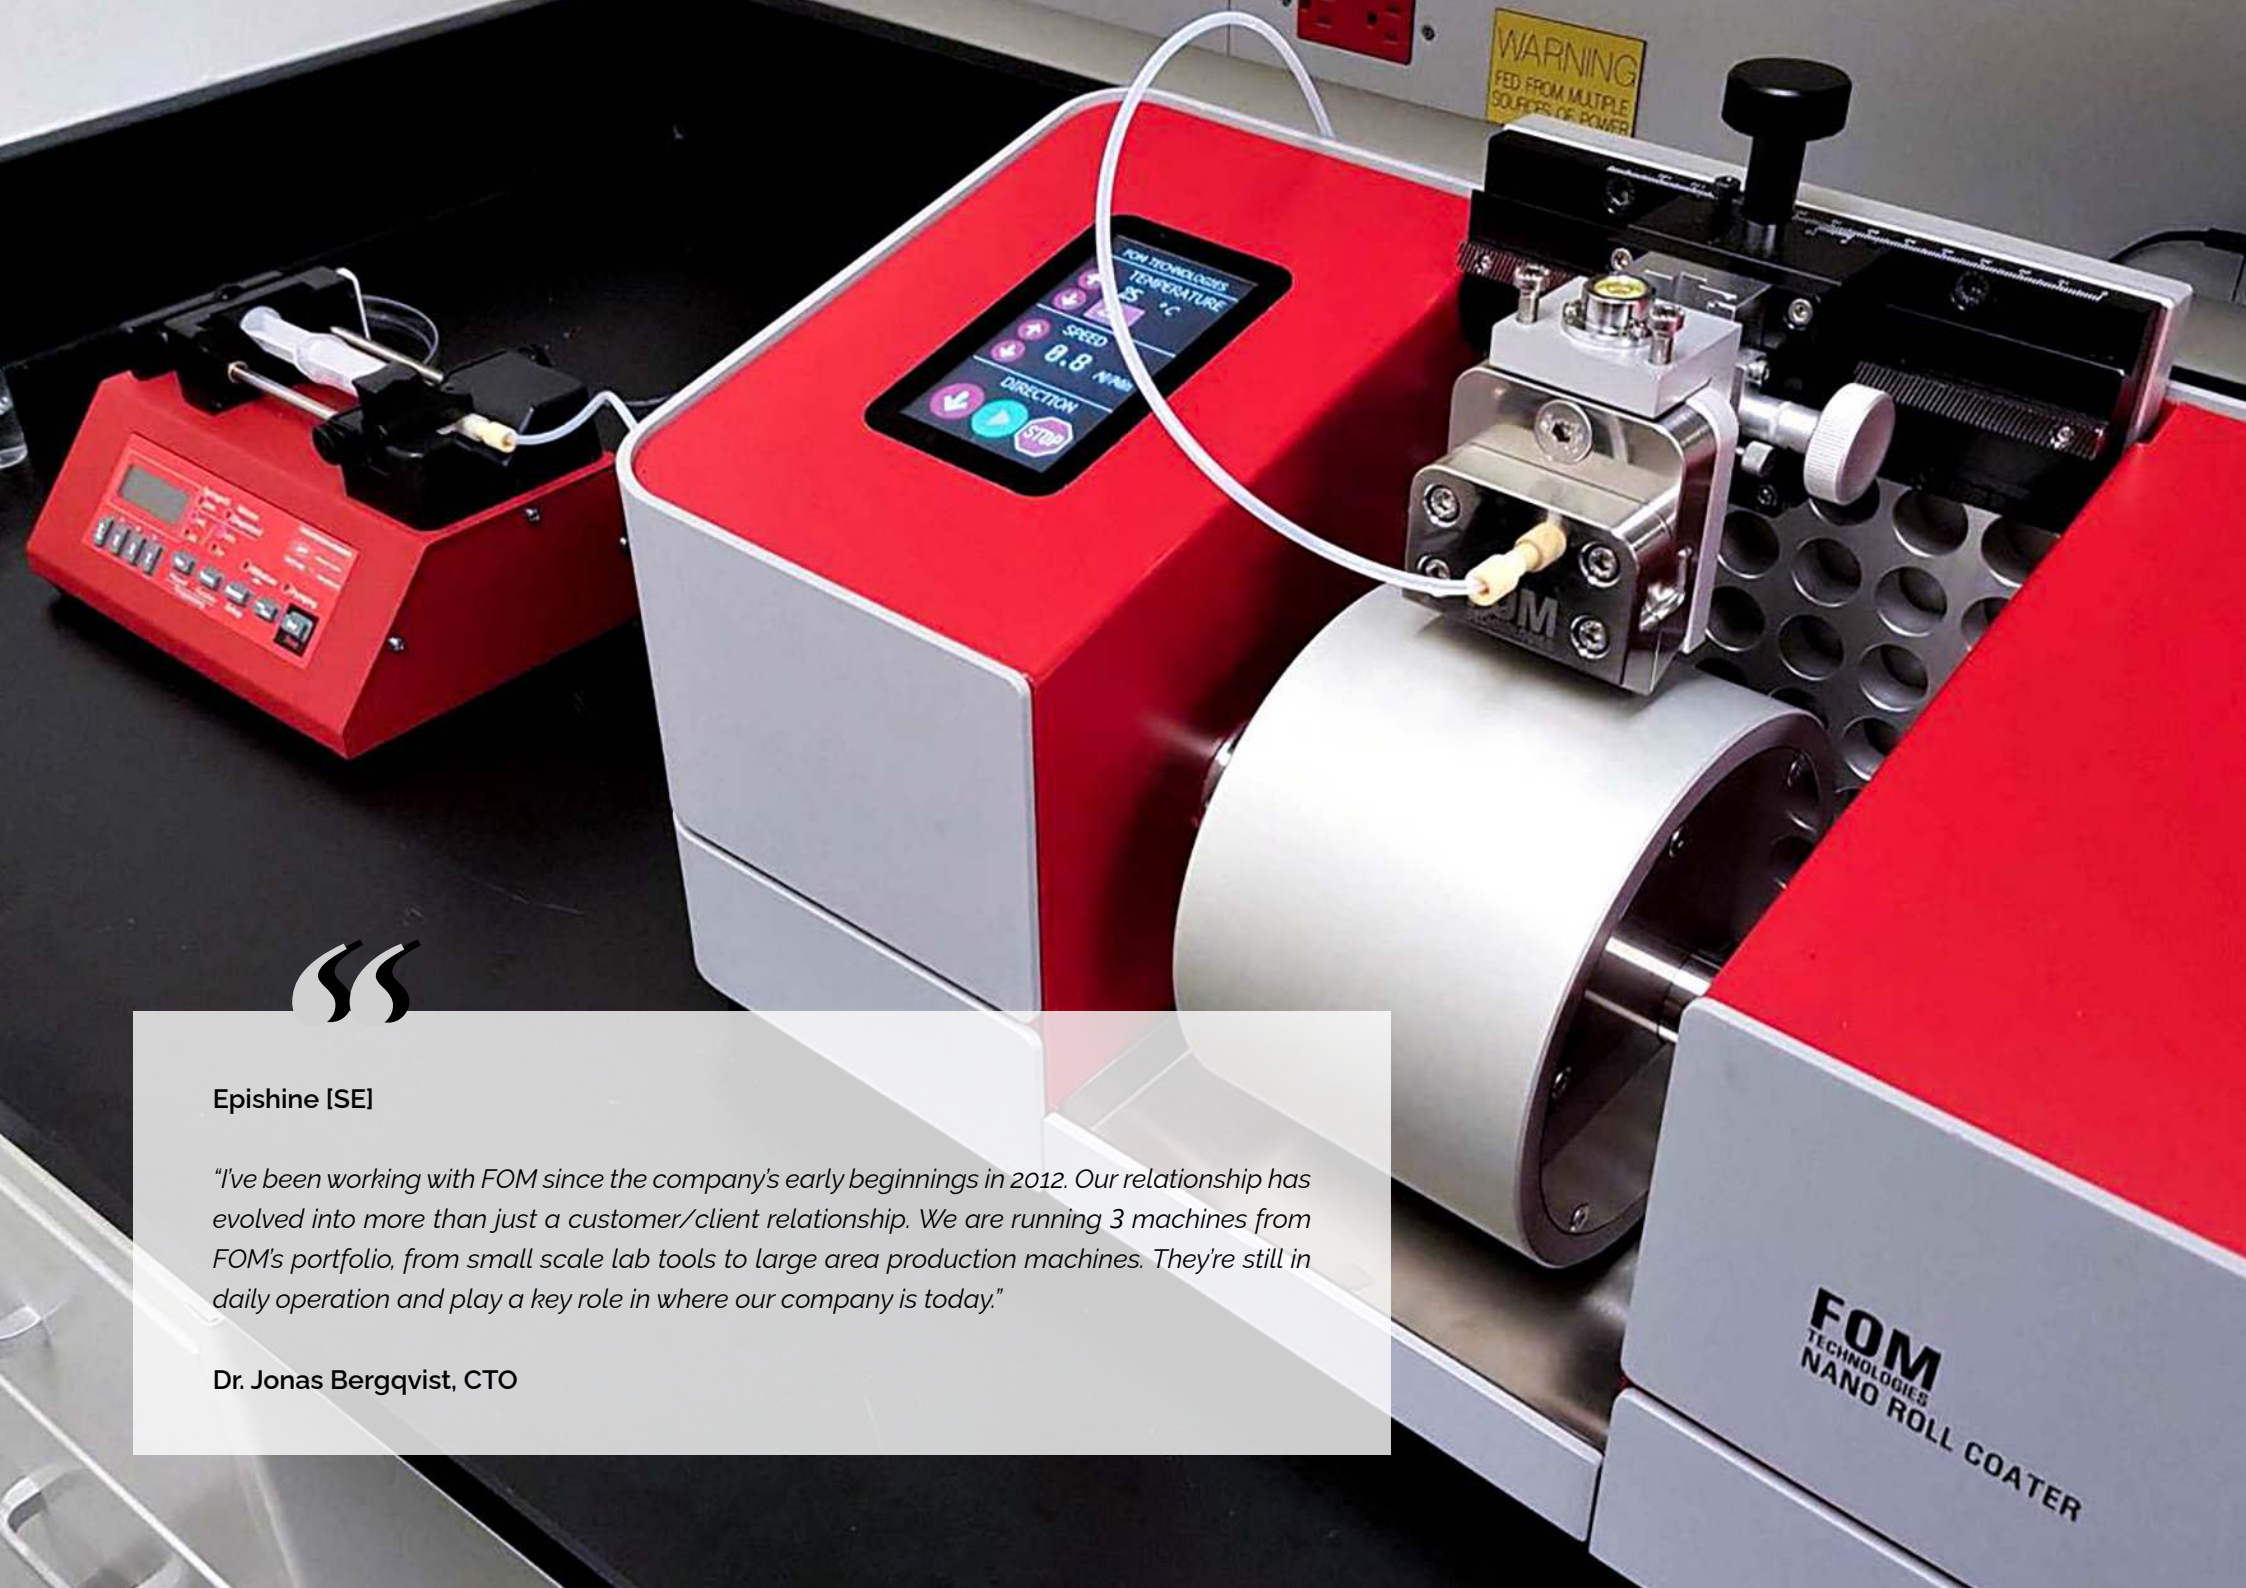 WARNING
FED FROM MULTIPLE
SOURCES OF POWER
FOM TECHNOLOGIES
TEMPERATURE
25 °C
SPEED
0.8 M/Min
DIRECTION
STOP
FOM
TECHNOLOGIES
NANO ROLL COATER
Epishine [SE]
“I’ve been working with FOM since the company’s early beginnings in 2012. Our relationship has
evolved into more than just a customer/client relationship. We are running 3 machines from
FOM’s portfolio, from small scale lab tools to large area production machines. They’re still in
daily operation and play a key role in where our company is today.”
Dr. Jonas Bergqvist, CTO